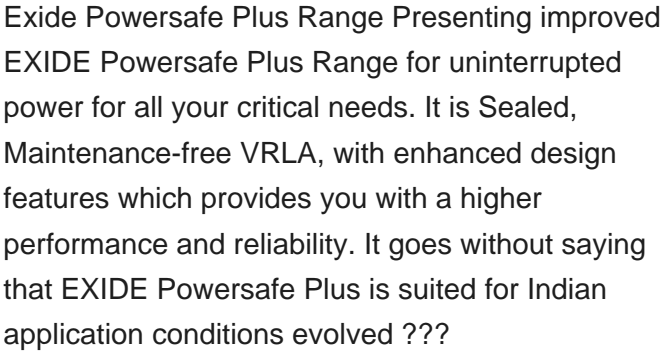 Exide Powersafe Plus Range Presenting improved
EXIDE Powersafe Plus Range for uninterrupted
power for all your critical needs. It is Sealed,
Maintenance-free VRLA, with enhanced design
features which provides you with a higher
performance and reliability. It goes without saying
that EXIDE Powersafe Plus is suited for Indian
application conditions evolved ???